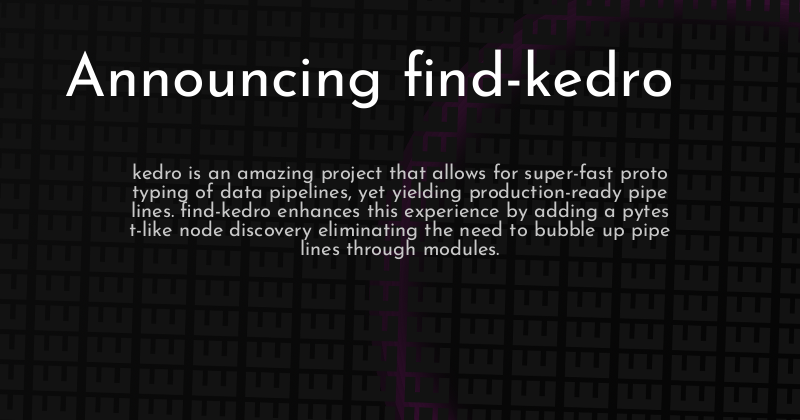 Announcing find-kedro
kedro is an amazing project that allows for super-fast proto
typing of data pipelines, yet yielding production-ready pipe
lines. find-kedro enhances this experience by adding a pytes
t-like node discovery eliminating the need to bubble up pipe
lines through modules.